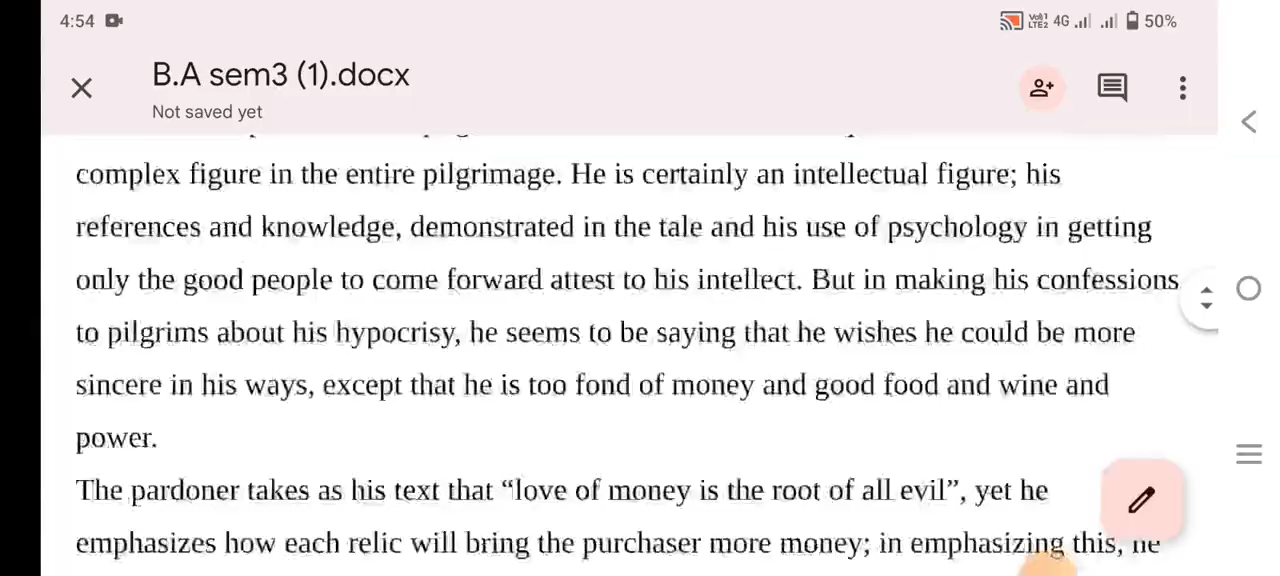 4:54 Vo)) LTE2 4G 50%
B.A sem3 (1).docx
Not saved yet
complex figure in the entire pilgrimage. He is certainly an intellectual figure; his
references and knowledge, demonstrated in the tale and his use of psychology in getting
only the good people to come forward attest to his intellect. But in making his confessions
to pilgrims about his hypocrisy, he seems to be saying that he wishes he could be more
sincere in his ways, except that he is too fond of money and good food and wine and
power.
The pardoner takes as his text that “love of money is the root of all evil”, yet he
emphasizes how each relic will bring the purchaser more money; in emphasizing this, he